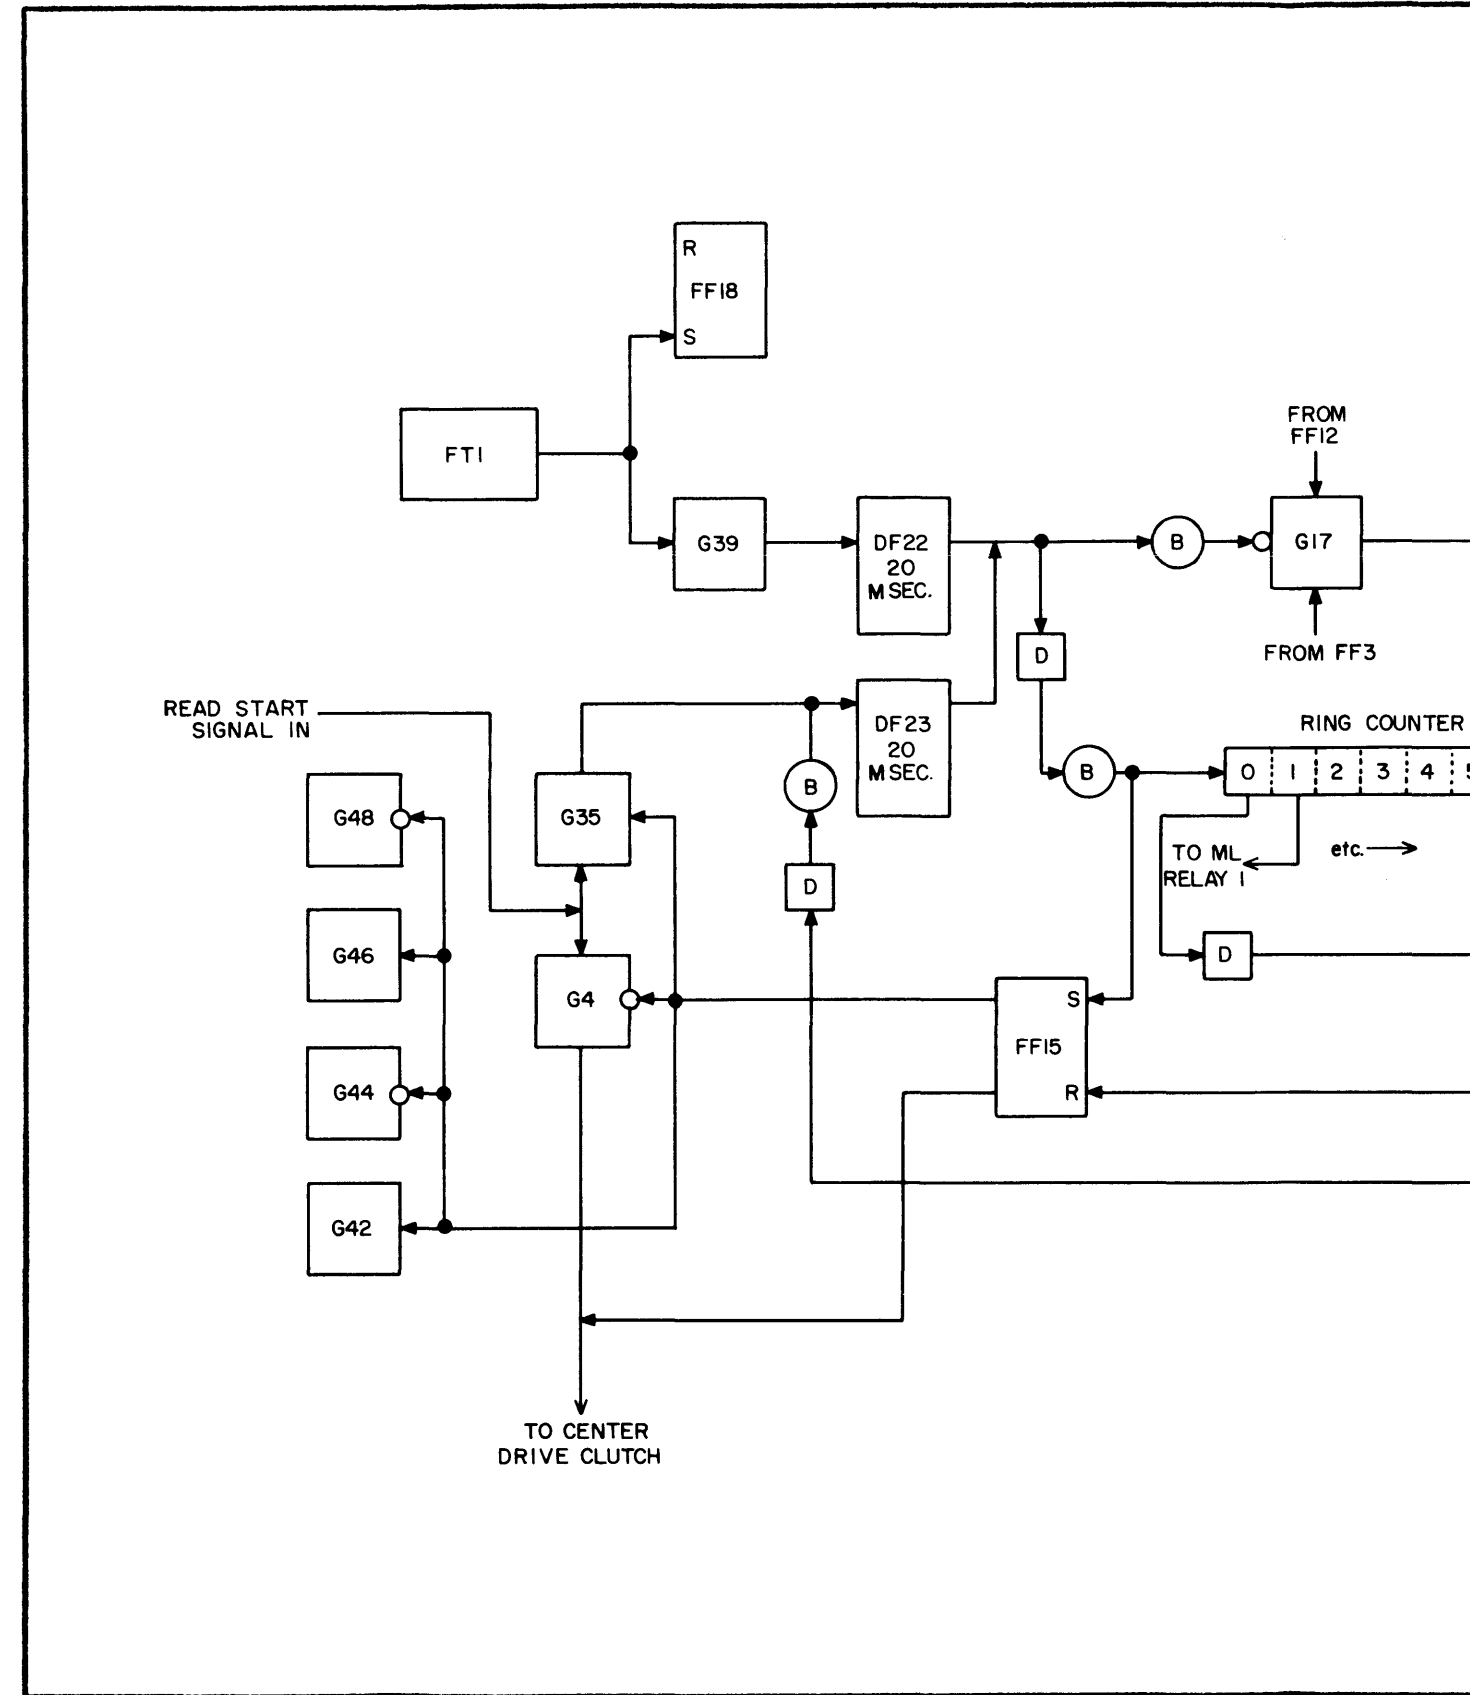 R
FF18
S
FT1
FROM
FF12
G39
DF22
20
M SEC.
B
G17
D
FROM FF3
READ START
SIGNAL IN
DF23
20
M SEC.
RING COUNTER
B
0 1 2 3 4
B
G48
G35
TO ML
RELAY 1
etc.
D
G46
D
G4
S
FF15
R
G44
G42
TO CENTER
DRIVE CLUTCH